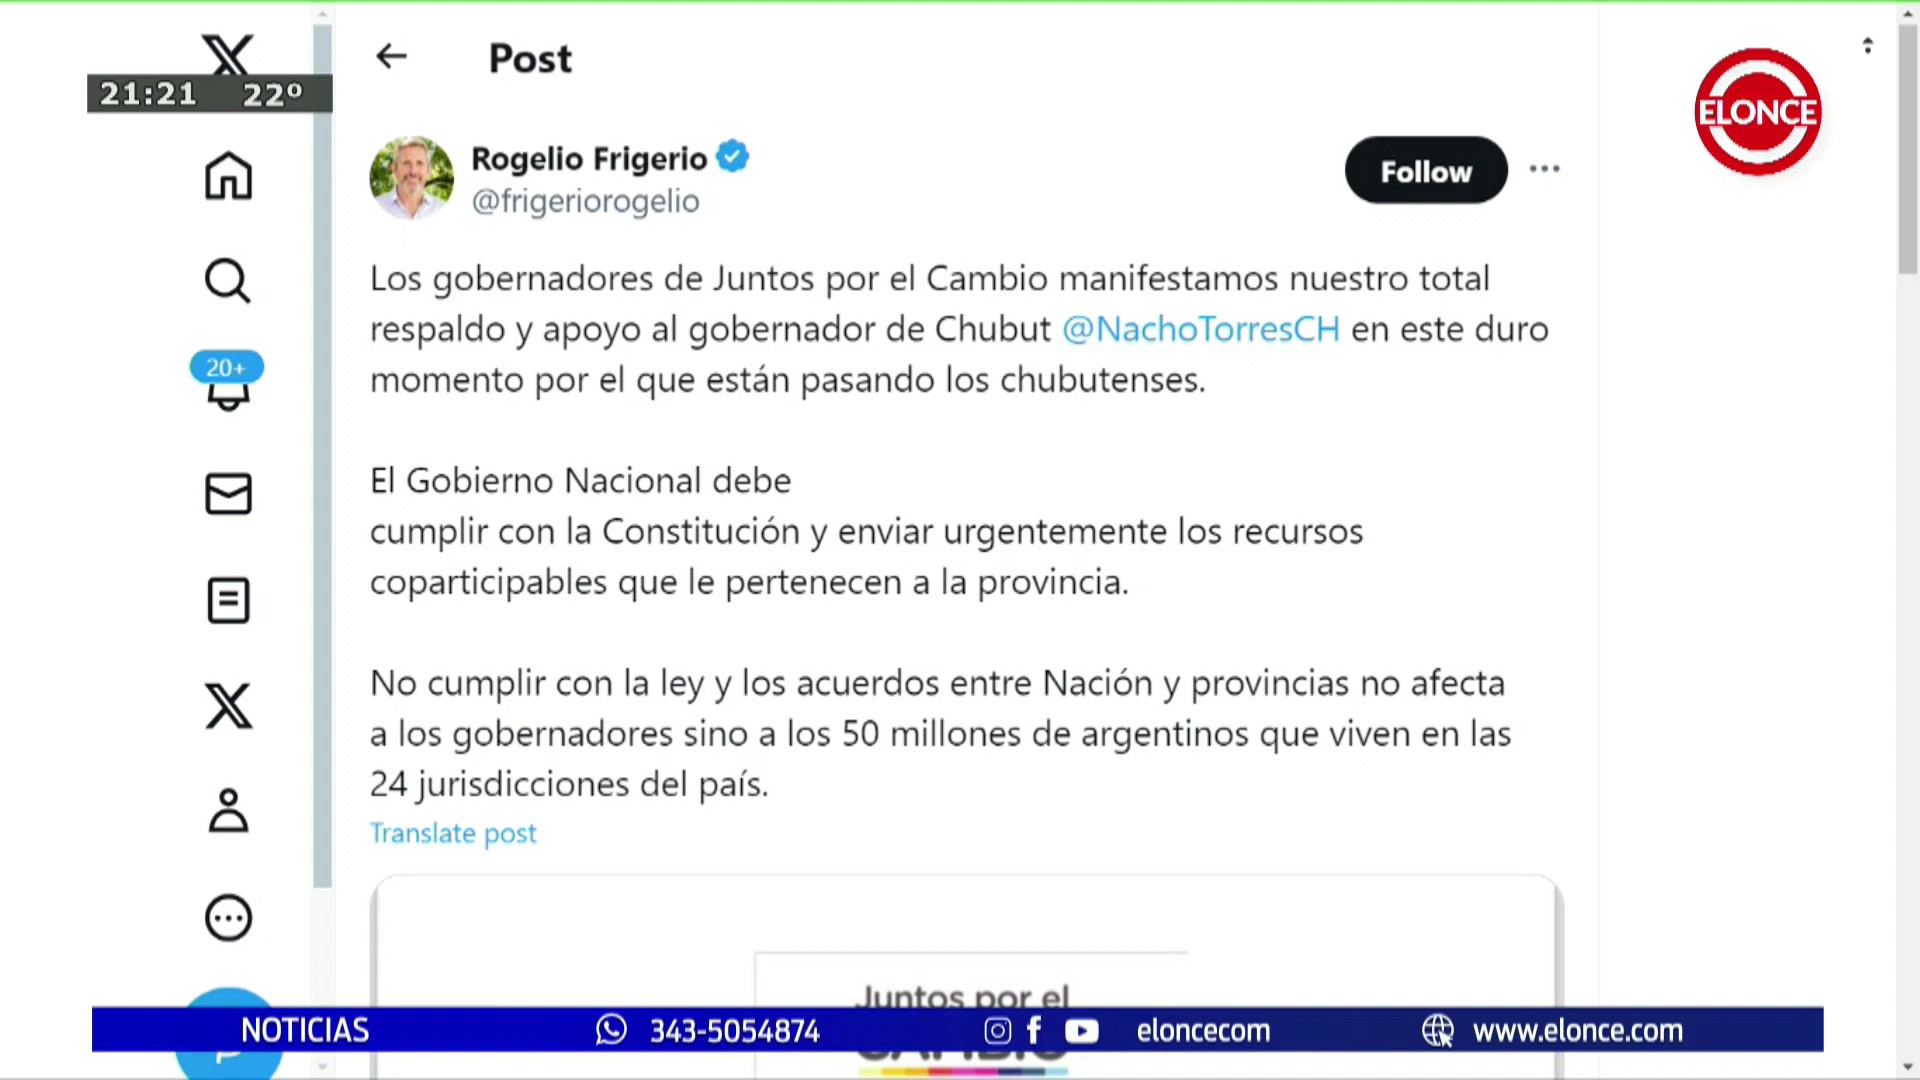 Post
21:21 22º
ELONCE
Rogelio Frigerio
@frigeriorogelio
Follow
Los gobernadores de Juntos por el Cambio manifestamos nuestro total
respaldo y apoyo al gobernador de Chubut @NachoTorresCH en este duro
momento por el que están pasando los chubutenses.
20+
El Gobierno Nacional debe
cumplir con la Constitución y enviar urgentemente los recursos
coparticipables que le pertenecen a la provincia.
No cumplir con la ley y los acuerdos entre Nación y provincias no afecta
a los gobernadores sino a los 50 millones de argentinos que viven en las
24 jurisdicciones del país.
Translate post
Juntos por el
NOTICIAS 343-5054874 eloncecom www.elonce.com